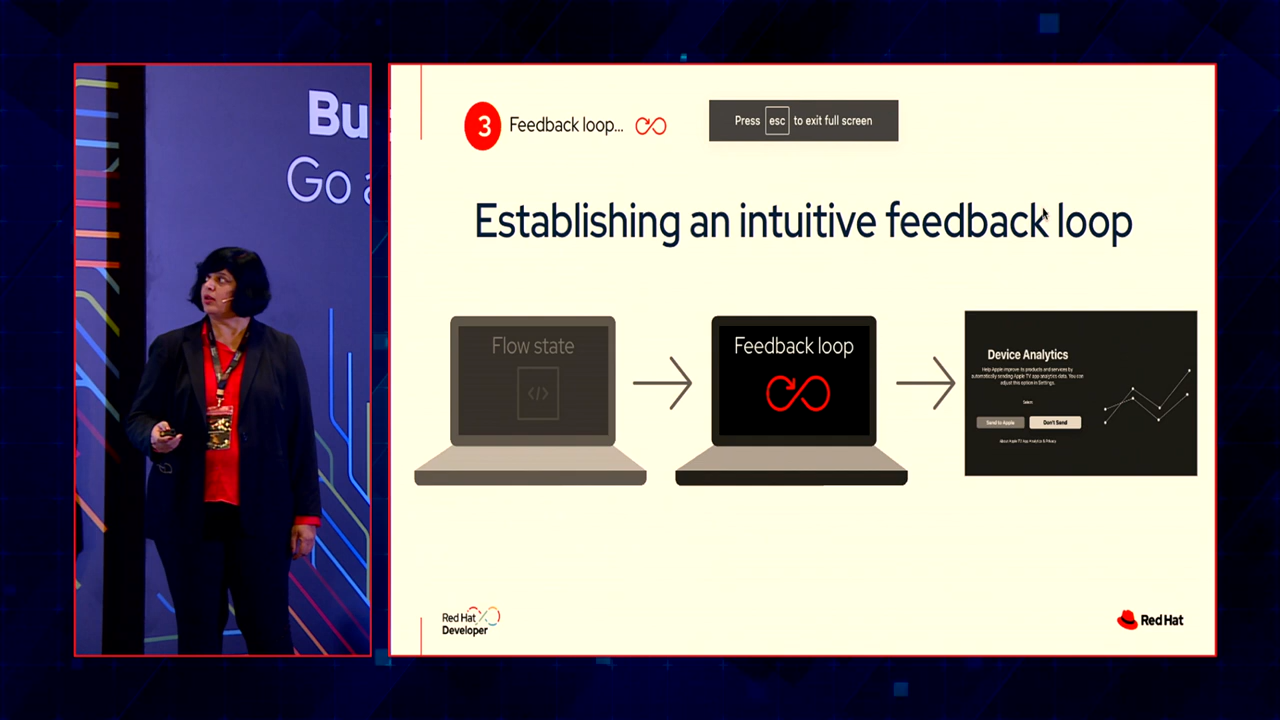 Bu
Go a
3 Feedback loop...
Press esc to exit full screen
Establishing an intuitive feedback loop
Flow state
</>
Feedback loop
Device Analytics
Help Apple improve its products and services by
automatically sending Apple TV app analytics data. You can
adjust this option in Settings.
Select
Send to Apple
Don't Send
About Apple TV App Analytics & Privacy
Red Hat
Developer
Red Hat